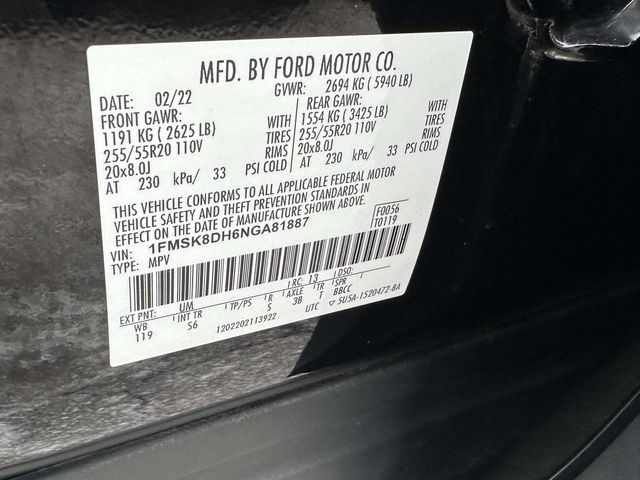 MFD. BY FORD MOTOR CO.
DATE: 02/22 GVWR: 2694 KG ( 5940 LB)
FRONT GAWR: REAR GAWR:
1191 KG ( 2625 LB) WITH 1554 KG ( 3425 LB) WITH
255/55R20 110V TIRES 255/55R20 110V TIRES
20x8.0J RIMS 20x8.0J RIMS
AT 230 kPa/ 33 PSI COLD AT 230 kPa/ 33 PSI COLD
THIS VEHICLE CONFORMS TO ALL APPLICABLE FEDERAL MOTOR
VEHICLE SAFETY AND THEFT PREVENTION STANDARDS IN
EFFECT ON THE DATE OF MANUFACTURE SHOWN ABOVE. F0056
VIN: 1FMSK8DH6NGA81887 T0119
TYPE: MPV
EXT PNT: UM RC: 13 DSO:
WB INT TR TP/PS R AXLE TR SPR
119 S6 S 3B T BBCC
1202202113922 UTC ▽ 5U5A-1520472-BA